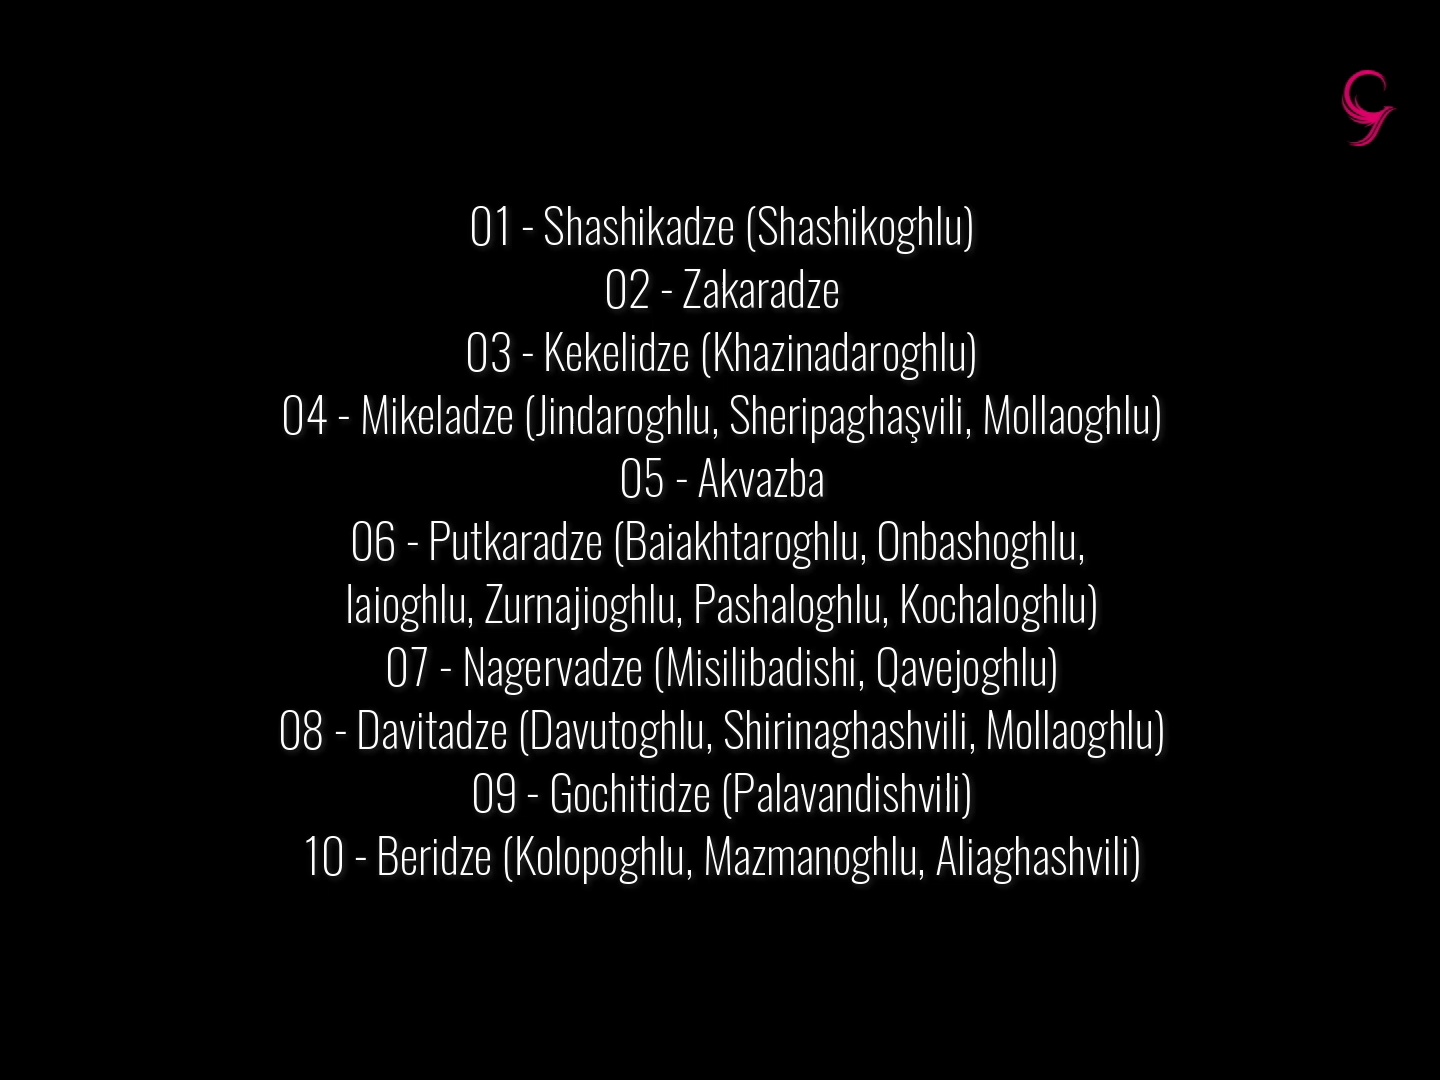 01 - Shashikadze (Shashikoghlu)
02 - Zakaradze
03 - Kekelidze (Khazinadaroghlu)
04 - Mikeladze (Jindaroghlu, Sheripaghaşvili, Mollaoghlu)
05 - Akvazba
06 - Putkaradze (Baiakhtaroghlu, Onbashoghlu,
Iaioghlu, Zurnajioghlu, Pashaloghlu, Kochaloghlu)
07 - Nagervadze (Misilibadishi, Qavejoghlu)
08 - Davitadze (Davutoghlu, Shirinaghashvili, Mollaoghlu)
09 - Gochitidze (Palavandishvili)
10 - Beridze (Kolopoghlu, Mazmanoghlu, Aliaghashvili)